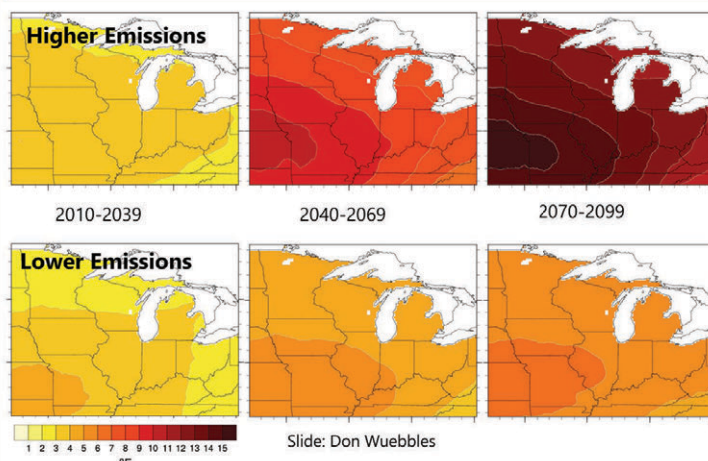 Higher Emissions
2010-2039
2040-2069
2070-2099
Lower Emissions
1 2 3 4 5 6 7 8 9 10 11 12 13 14 15
Slide: Don Wuebbles